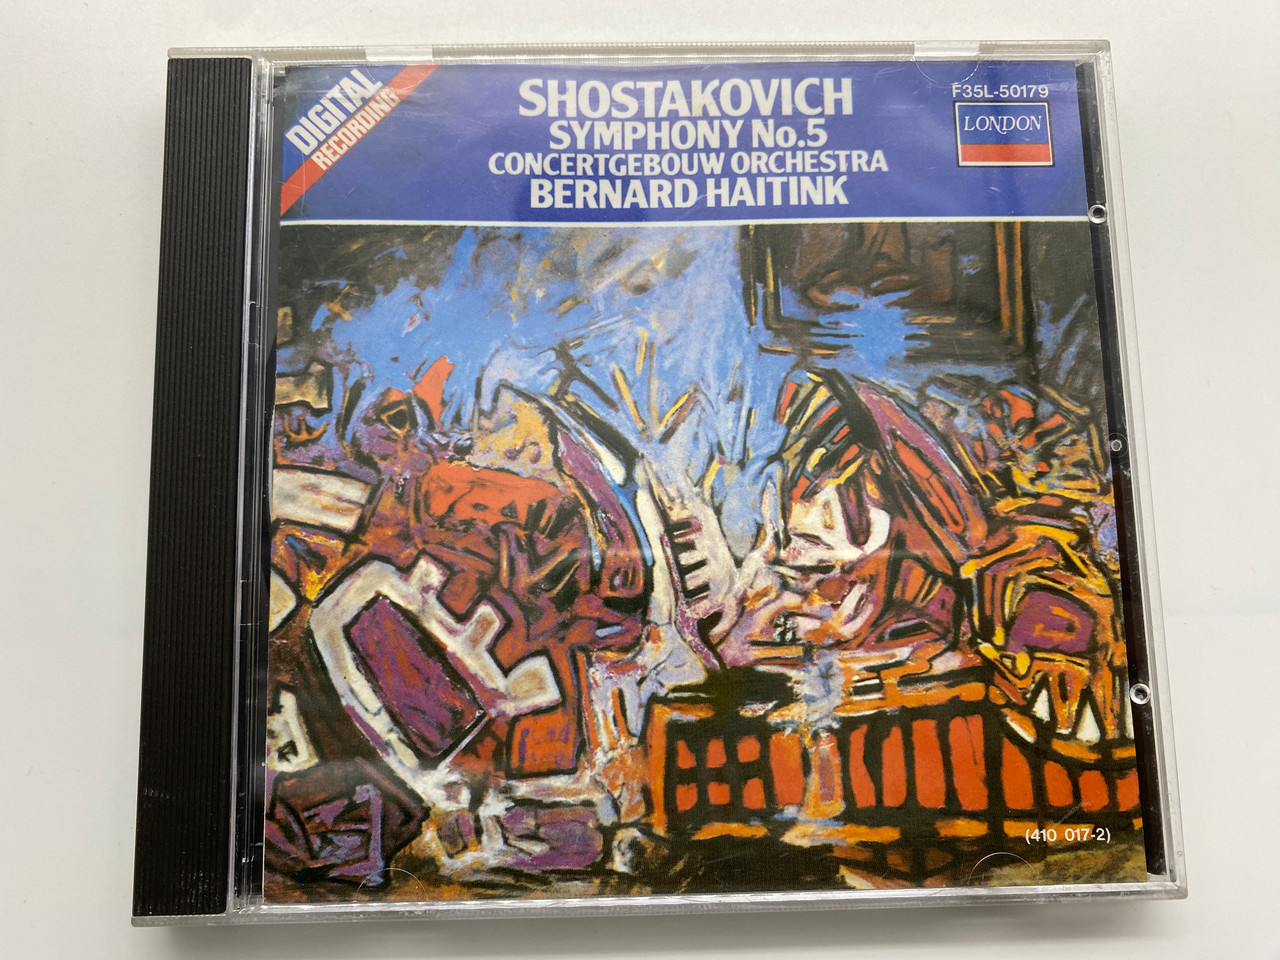 DIGITAL
RECORDING
SHOSTAKOVICH
SYMPHONY No.5
CONCERTGEBOUW ORCHESTRA
BERNARD HAITINK
F35L-50179
LONDON
(410 017-2)